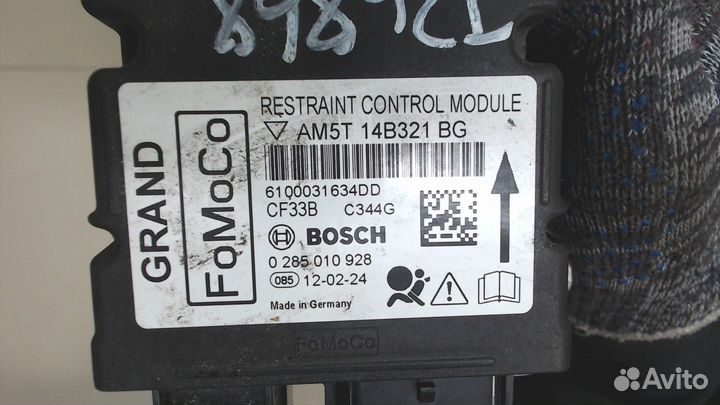 RESTRAINT CONTROL MODULE
AM5T 14B321 BG
6100031634DD
CF33B C344G
BOSCH
0 285 010 928
085 12-02-24
Made in Germany
GRAND
FoMoCo
FoMoCo
Avito